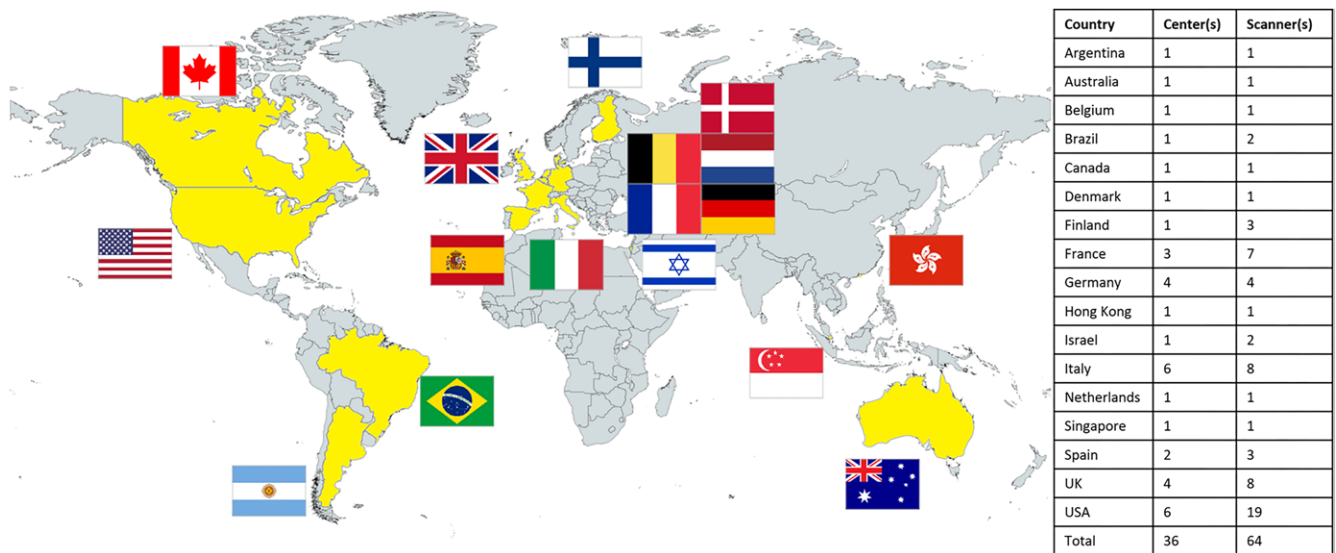 Country Center(s) Scanner(s)
Argentina 1 1
Australia 1 1
Belgium 1 1
Brazil 1 2
Canada 1 1
Denmark 1 1
Finland 1 3
France 3 7
Germany 4 4
Hong Kong 1 1
Israel 1 2
Italy 6 8
Netherlands 1 1
Singapore 1 1
Spain 2 3
UK 4 8
USA 6 19
Total 36 64